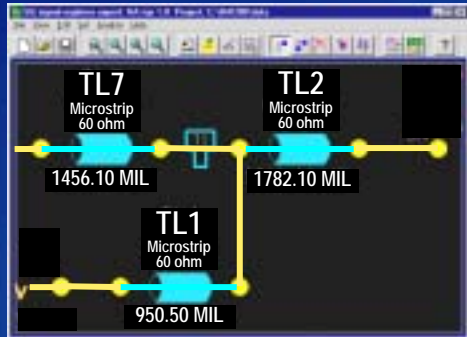 TL7
Microstrip
60 ohm
1456.10 MIL
TL2
Microstrip
60 ohm
1782.10 MIL
TL1
Microstrip
60 ohm
950.50 MIL